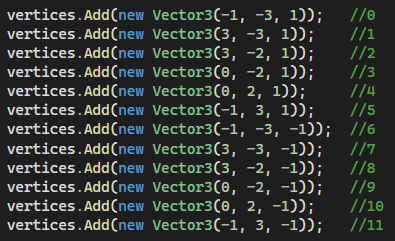 vertices.Add(new Vector3(-1, -3, 1));   //0
vertices.Add(new Vector3(3, -3, 1));    //1
vertices.Add(new Vector3(3, -2, 1));    //2
vertices.Add(new Vector3(0, -2, 1));    //3
vertices.Add(new Vector3(0, 2, 1));     //4
vertices.Add(new Vector3(-1, 3, 1));    //5
vertices.Add(new Vector3(-1, -3, -1));  //6
vertices.Add(new Vector3(3, -3, -1));   //7
vertices.Add(new Vector3(3, -2, -1));   //8
vertices.Add(new Vector3(0, -2, -1));   //9
vertices.Add(new Vector3(0, 2, -1));    //10
vertices.Add(new Vector3(-1, 3, -1));   //11